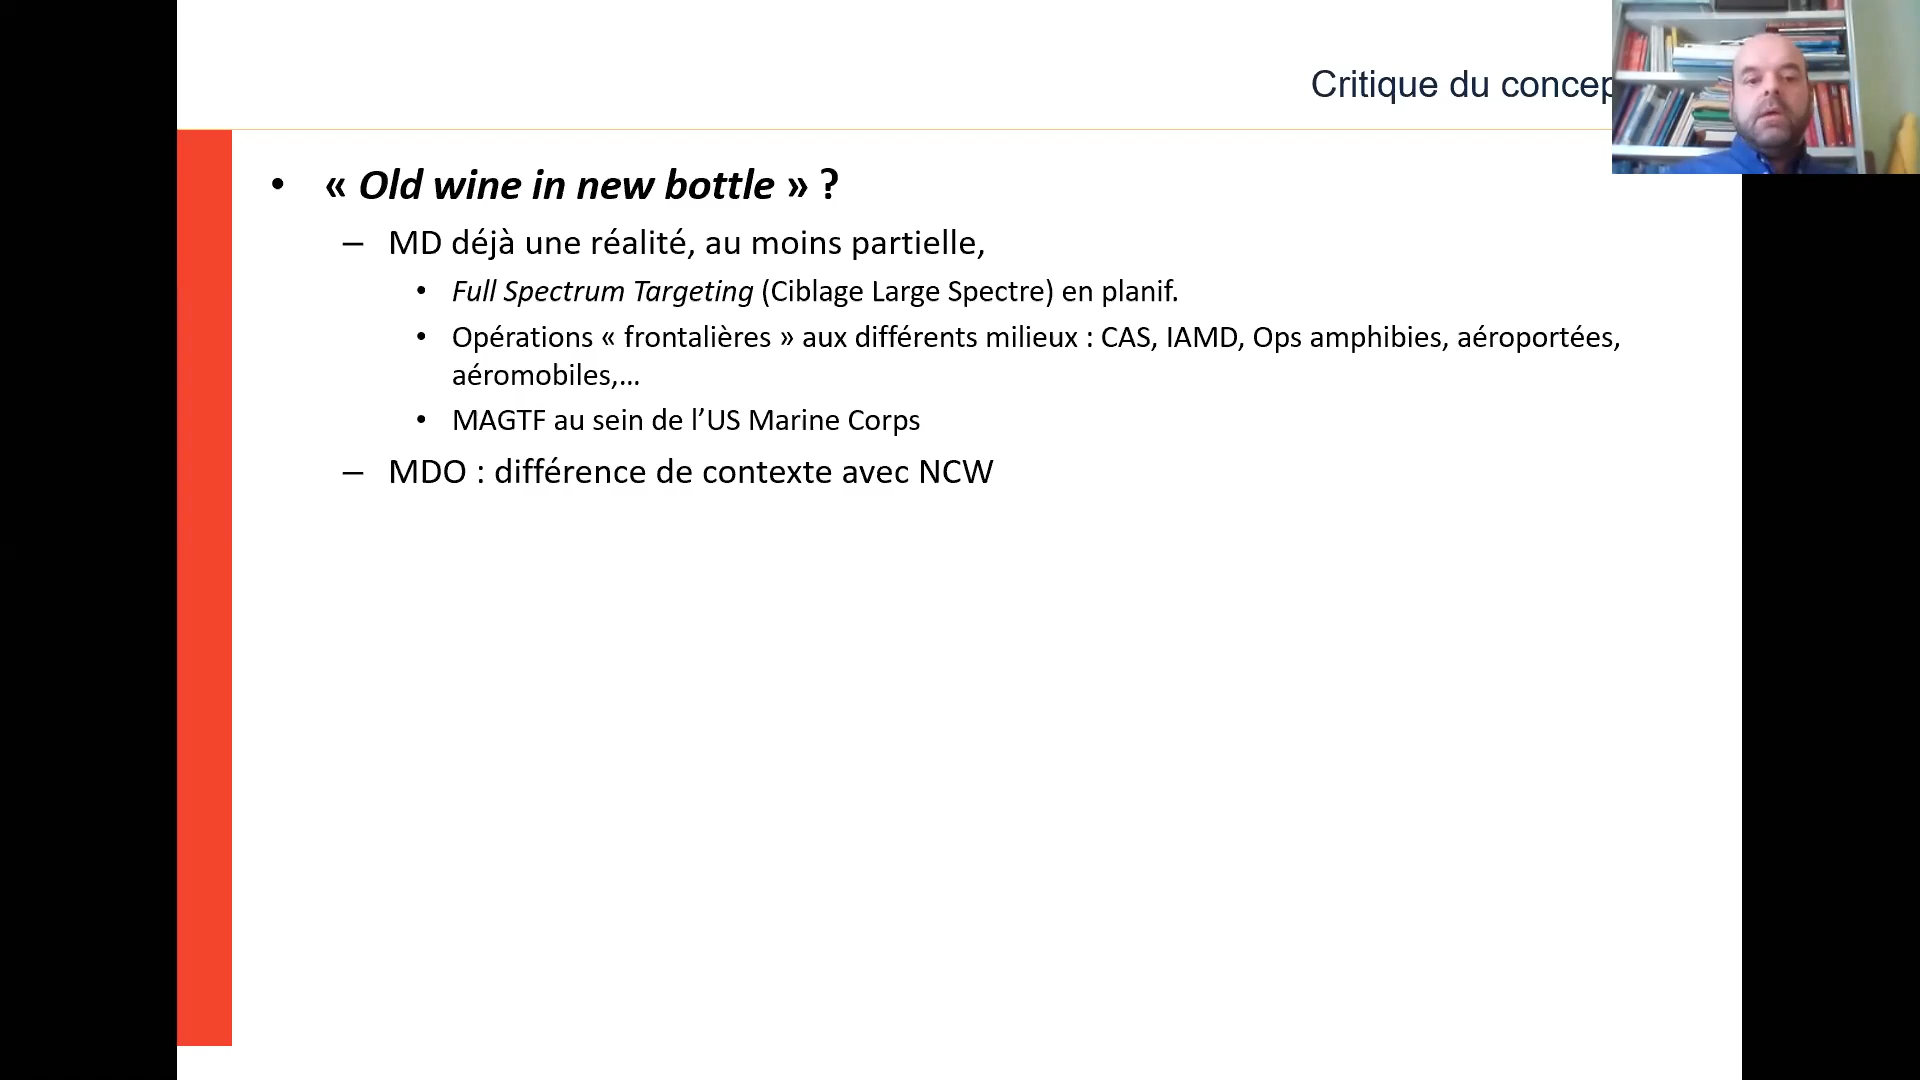 Critique du concep
• « Old wine in new bottle » ?
– MD déjà une réalité, au moins partielle,
• Full Spectrum Targeting (Ciblage Large Spectre) en planif.
• Opérations « frontalières » aux différents milieux : CAS, IAMD, Ops amphibies, aéroportées,
aéromobiles,…
• MAGTF au sein de l’US Marine Corps
– MDO : différence de contexte avec NCW